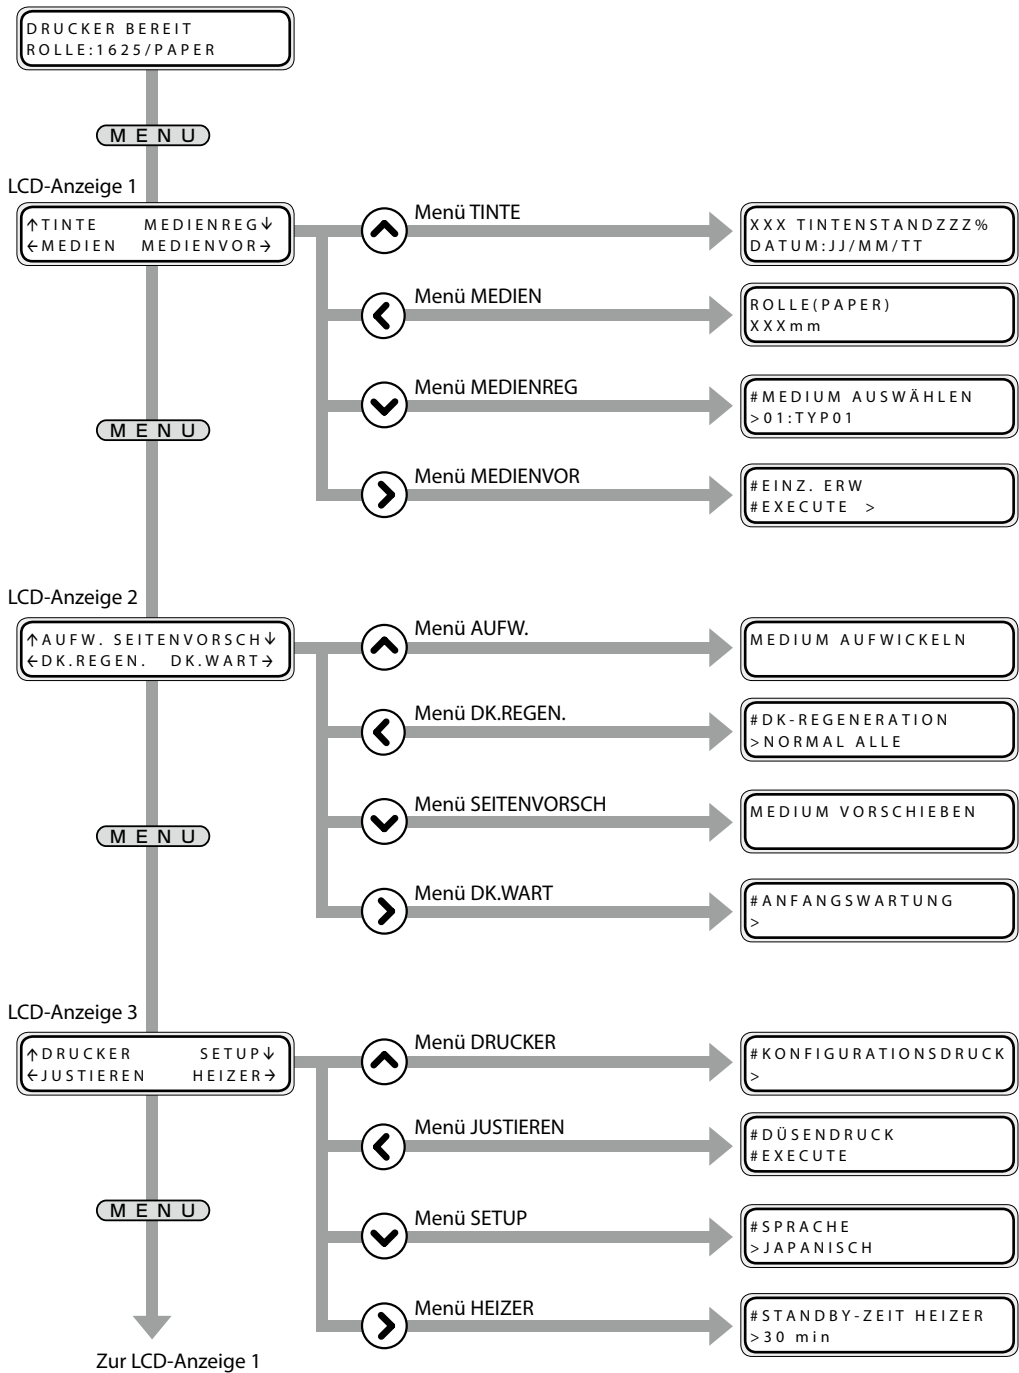 DRUCKER BEREIT
ROLLE:1625/PAPER
MENU
LCD-Anzeige 1
↑TINTE MEDIENREG↓
←MEDIEN MEDIENVOR→
Menü TINTE
XXX TINTENSTANDZZZ%
DATUM:JJ/MM/TT
Menü MEDIEN
ROLLE(PAPER)
XXXmm
Menü MEDIENREG
#MEDIUM AUSWÄHLEN
>01:TYP01
Menü MEDIENVOR
#EINZ. ERW
#EXECUTE >
MENU
LCD-Anzeige 2
↑AUFW. SEITENVORSCH↓
←DK.REGEN. DK.WART→
Menü AUFW.
MEDIUM AUFWICKELN
Menü DK.REGEN.
#DK-REGENERATION
>NORMAL ALLE
Menü SEITENVORSCH
MEDIUM VORSCHIEBEN
Menü DK.WART
#ANFANGSWARTUNG
>
MENU
LCD-Anzeige 3
↑DRUCKER SETUP↓
←JUSTIEREN HEIZER→
Menü DRUCKER
#KONFIGURATIONSDRUCK
>
Menü JUSTIEREN
#DÜSENDRUCK
#EXECUTE
Menü SETUP
#SPRACHE
>JAPANISCH
Menü HEIZER
#STANDBY-ZEIT HEIZER
>30 min
MENU
Zur LCD-Anzeige 1